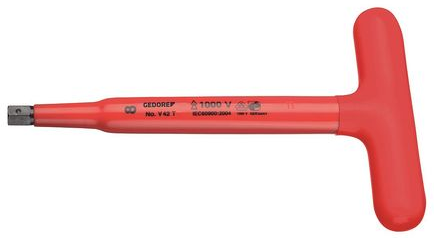 8
GEDORE
No. V 42 T
1000 V
IEC60900:2004